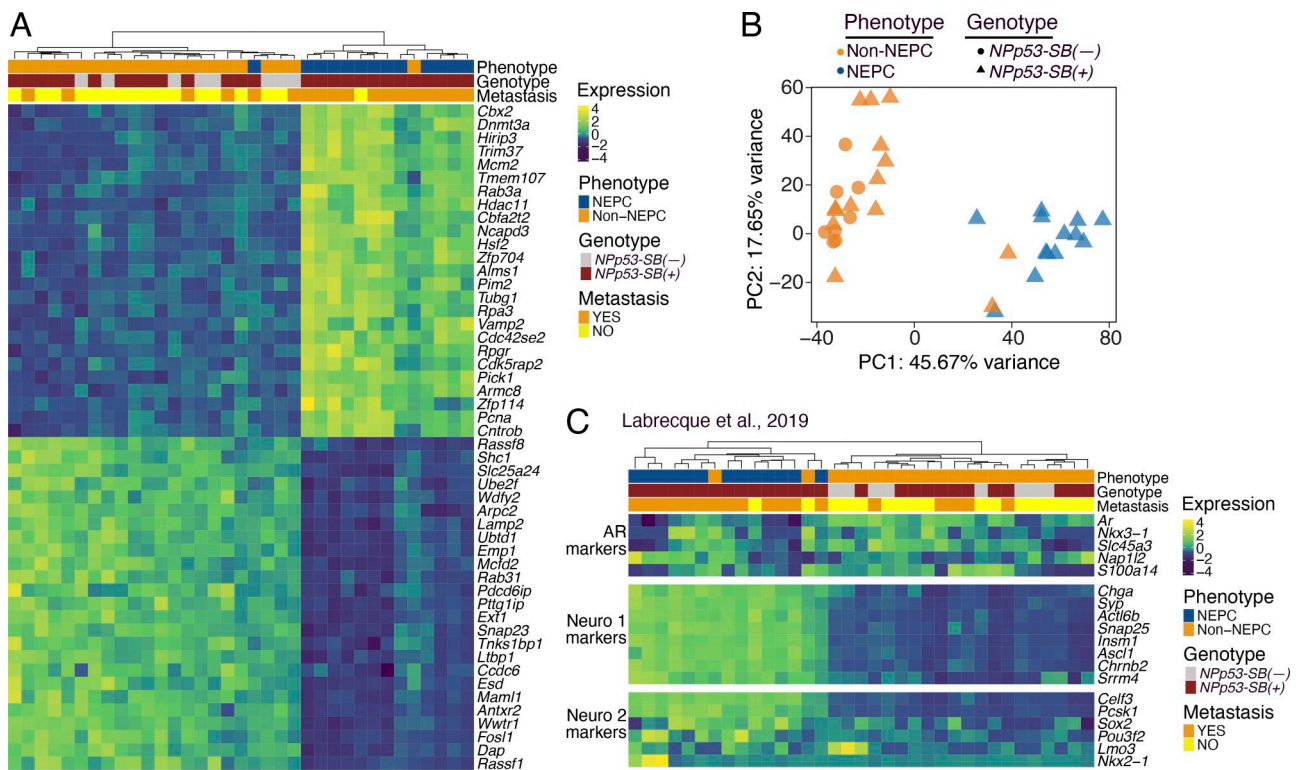 A
Phenotype
Genotype
Metastasis
Cbx2
Dnmt3a
Hirip3
Trim37
Mcm2
Tmem107
Rab3a
Hdac11
Cbfa2t2
Ncapd3
Hsf2
Zfp704
Alms1
Pim2
Tubg1
Rpa3
Vamp2
Cdc42se2
Rpgr
Cdk5rap2
Pick1
Armc8
Zfp114
Pcna
Cntrob
Rassf8
Shc1
Slc25a24
Ube2f
Wdfy2
Arpc2
Lamp2
Ubtd1
Emp1
Mcfd2
Rab31
Pdcd6ip
Pttg1ip
Ext1
Snap23
Tnks1bp1
Ltbp1
Ccdc6
Esd
Maml1
Antxr2
Wwtr1
Fosl1
Dap
Rassf1
Expression
4
2
0
−2
−4
Phenotype
NEPC
Non−NEPC
Genotype
NPp53-SB(−)
NPp53-SB(+)
Metastasis
YES
NO
B
Phenotype Genotype
Non-NEPC NPp53-SB(—)
NEPC NPp53-SB(+)
PC2: 17.65% variance
60
40
20
0
−20
−40 0 40 80
PC1: 45.67% variance
C Labrecque et al., 2019
Phenotype
Genotype
Metastasis
AR
markers
Ar
Nkx3−1
Slc45a3
Nap1l2
S100a14
Neuro 1
markers
Chga
Syp
Actl6b
Snap25
Insm1
Ascl1
Chrnb2
Srrm4
Neuro 2
markers
Celf3
Pcsk1
Sox2
Pou3f2
Lmo3
Nkx2−1
Expression
4
2
0
−2
−4
Phenotype
NEPC
Non−NEPC
Genotype
NPp53-SB(—)
NPp53-SB(+)
Metastasis
YES
NO